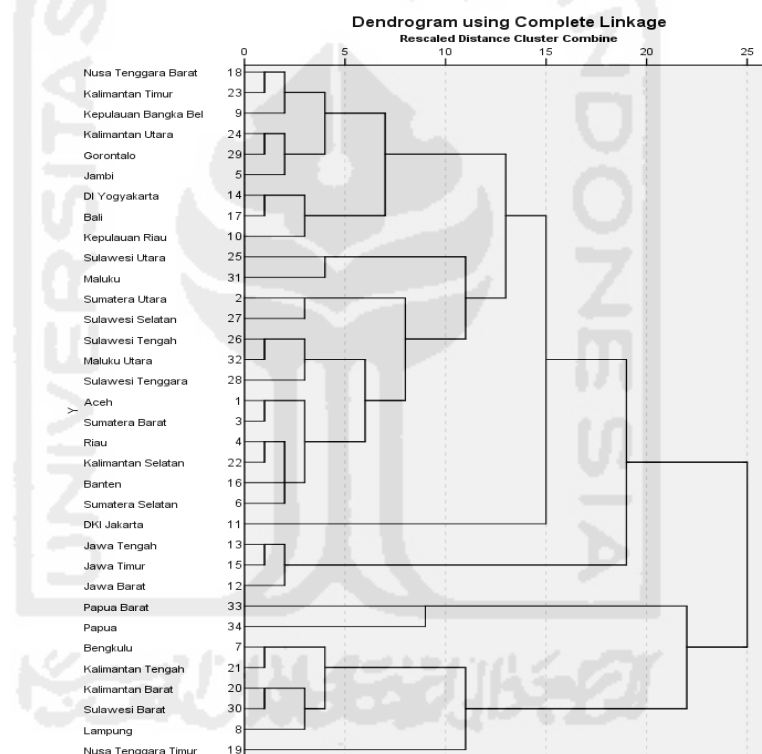 Dendrogram using Complete Linkage
Rescaled Distance Cluster Combine
0 5 10 15 20 25
Nusa Tenggara Barat 18
Kalimantan Timur 23
Kepulauan Bangka Bel 9
Kalimantan Utara 24
Gorontalo 29
Jambi 5
DI Yogyakarta 14
Bali 17
Kepulauan Riau 10
Sulawesi Utara 25
Maluku 31
Sumatera Utara 2
Sulawesi Selatan 27
Sulawesi Tengah 26
Maluku Utara 32
Sulawesi Tenggara 28
Aceh 1
Y
Sumatera Barat 3
Riau 4
Kalimantan Selatan 22
Banten 16
Sumatera Selatan 6
DKI Jakarta 11
Jawa Tengah 13
Jawa Timur 15
Jawa Barat 12
Papua Barat 33
Papua 34
Bengkulu 7
Kalimantan Tengah 21
Kalimantan Barat 20
Sulawesi Barat 30
Lampung 8
Nusa Tenggara Timur 19
UNIVERSITAS
INDONESIA